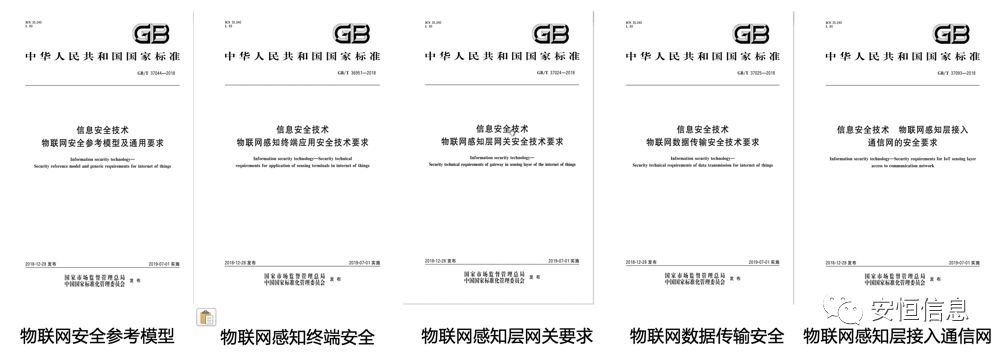 ICS 35.040
L 80
GB
中华人民共和国国家标准
GB/T 37044—2018
信息安全技术
物联网安全参考模型及通用要求
Information security technology—
Security reference model and generic requirements for internet of things
2018-12-28 发布
2019-07-01 实施
国家市场监督管理总局
中国国家标准化管理委员会
发布
物联网安全参考模型
ICS 35.040
L 80
GB
中华人民共和国国家标准
GB/T 36951—2018
信息安全技术
物联网感知终端应用安全技术要求
Information security technology—Security technical
requirements for application of sensing terminals in internet of things
2018-12-28 发布
2019-07-01 实施
国家市场监督管理总局
中国国家标准化管理委员会
发布
物联网感知终端安全
ICS 35.040
L 80
GB
中华人民共和国国家标准
GB/T 37024—2018
信息安全技术
物联网感知层网关安全技术要求
Information security technology—
Security technical requirements of gateway in sensing layer of the internet of things
2018-12-28 发布
2019-07-01 实施
国家市场监督管理总局
中国国家标准化管理委员会
发布
物联网感知层网关要求
ICS 35.040
L 80
GB
中华人民共和国国家标准
GB/T 37025—2018
信息安全技术
物联网数据传输安全技术要求
Information security technology—
Security technical requirements of data transmission for internet of things
2018-12-28 发布
2019-07-01 实施
国家市场监督管理总局
中国国家标准化管理委员会
发布
物联网数据传输安全
ICS 35.040
L 80
GB
中华人民共和国国家标准
GB/T 37093—2018
信息安全技术 物联网感知层接入
通信网的安全要求
Information security technology—Security requirements for IoT sensing layer
access to communication network
2018-12-28 发布
2019-07-01 实施
国家市场监督管理总局
中国国家标准化管理委员会
发布
安恒信息
物联网感知层接入通信网